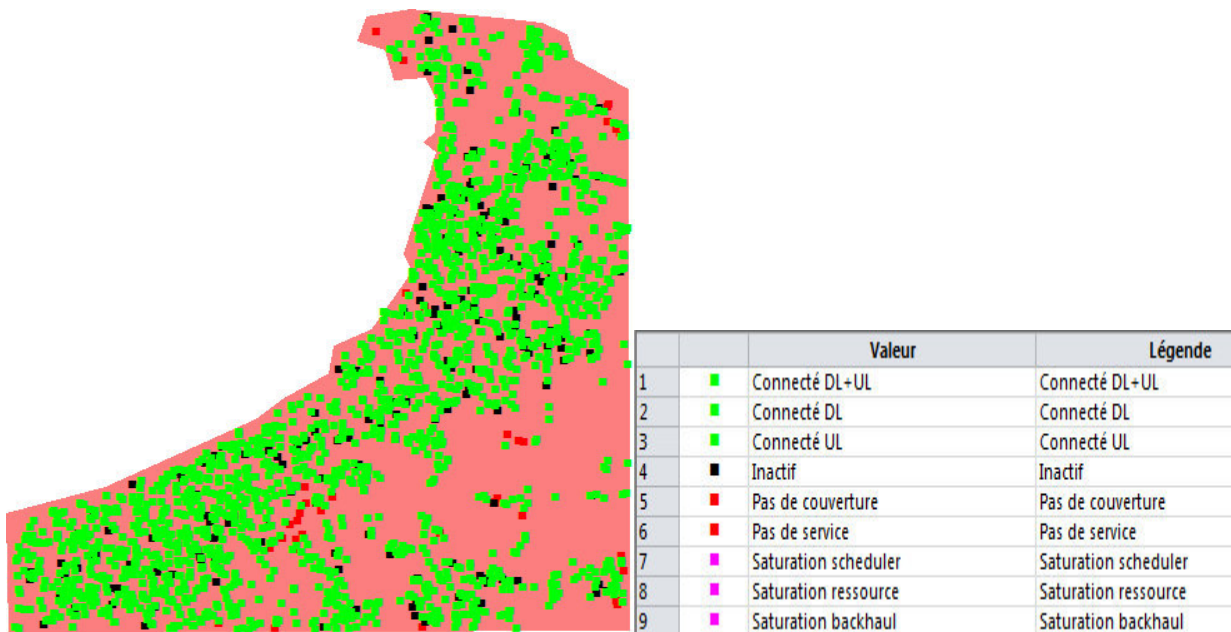 Valeur Légende
1 Connecté DL+UL Connecté DL+UL
2 Connecté DL Connecté DL
3 Connecté UL Connecté UL
4 Inactif Inactif
5 Pas de couverture Pas de couverture
6 Pas de service Pas de service
7 Saturation scheduler Saturation scheduler
8 Saturation ressource Saturation ressource
9 Saturation backhaul Saturation backhaul